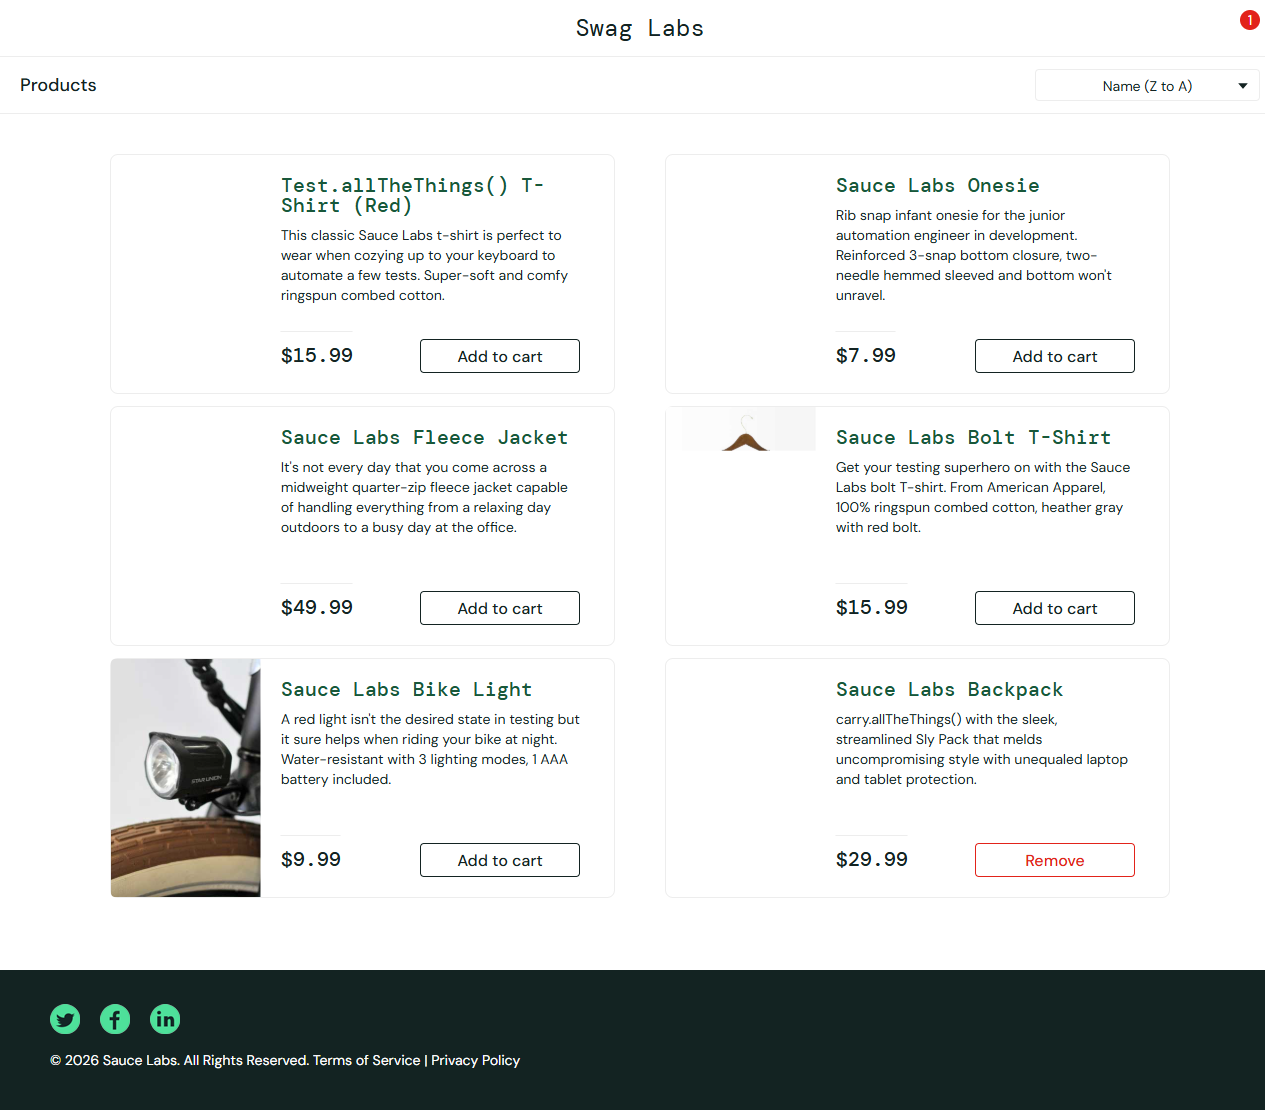 Swag Labs
1
Products
Name (Z to A)
Test.allTheThings() T-
Shirt (Red)
This classic Sauce Labs t-shirt is perfect to
wear when cozying up to your keyboard to
automate a few tests. Super-soft and comfy
ringspun combed cotton.
$15.99
Add to cart
Sauce Labs Onesie
Rib snap infant onesie for the junior
automation engineer in development.
Reinforced 3-snap bottom closure, two-
needle hemmed sleeved and bottom won't
unravel.
$7.99
Add to cart
Sauce Labs Fleece Jacket
It's not every day that you come across a
midweight quarter-zip fleece jacket capable
of handling everything from a relaxing day
outdoors to a busy day at the office.
$49.99
Add to cart
Sauce Labs Bolt T-Shirt
Get your testing superhero on with the Sauce
Labs bolt T-shirt. From American Apparel,
100% ringspun combed cotton, heather gray
with red bolt.
$15.99
Add to cart
STAR UNION
Sauce Labs Bike Light
A red light isn't the desired state in testing but
it sure helps when riding your bike at night.
Water-resistant with 3 lighting modes, 1 AAA
battery included.
$9.99
Add to cart
Sauce Labs Backpack
carry.allTheThings() with the sleek,
streamlined Sly Pack that melds
uncompromising style with unequaled laptop
and tablet protection.
$29.99
Remove
© 2026 Sauce Labs. All Rights Reserved. Terms of Service | Privacy Policy